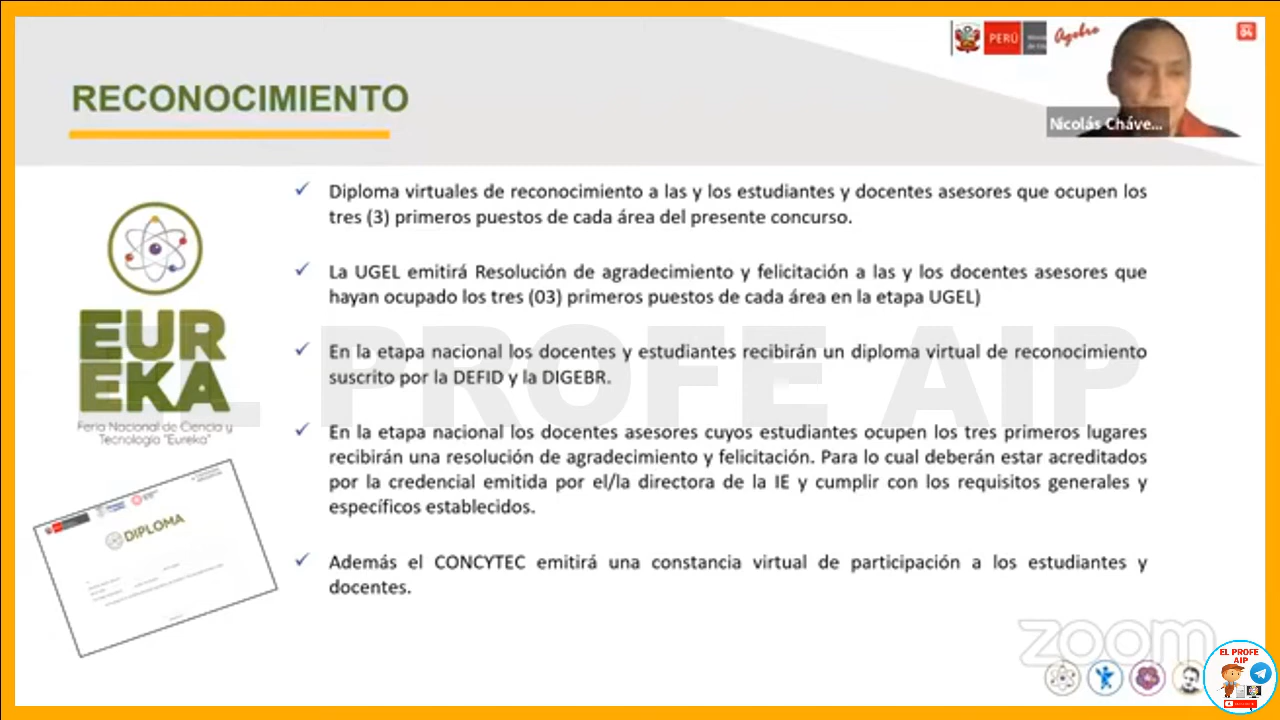 PERÚ
Agebre
RECONOCIMIENTO
Nicolás Cháve...
Diploma virtuales de reconocimiento a las y los estudiantes y docentes asesores que ocupen los
tres (3) primeros puestos de cada área del presente concurso.
La UGEL emitirá Resolución de agradecimiento y felicitación a las y los docentes asesores que
hayan ocupado los tres (03) primeros puestos de cada área en la etapa UGEL)
EUR
EKA
Feria Nacional de Ciencia y
Tecnología "Eureka"
En la etapa nacional los docentes y estudiantes recibirán un diploma virtual de reconocimiento
suscrito por la DEFID y la DIGEBR.
EL PROFE AIP
En la etapa nacional los docentes asesores cuyos estudiantes ocupen los tres primeros lugares
recibirán una resolución de agradecimiento y felicitación. Para lo cual deberán estar acreditados
por la credencial emitida por el/la directora de la IE y cumplir con los requisitos generales y
específicos establecidos.
DIPLOMA
Además el CONCYTEC emitirá una constancia virtual de participación a los estudiantes y
docentes.
zoom
EL PROFE
AIP